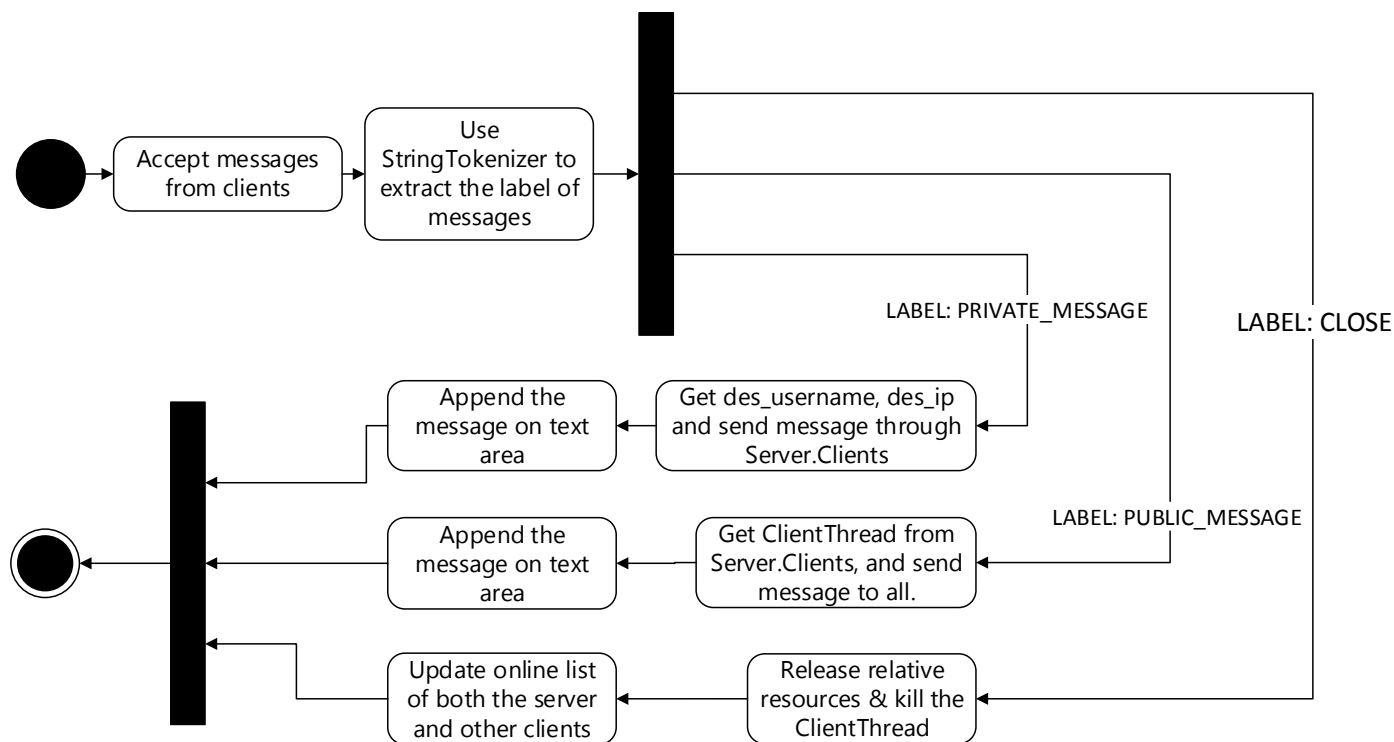 Accept messages
from clients
Use
StringTokenizer to
extract the label of
messages
LABEL: PRIVATE_MESSAGE
LABEL: CLOSE
Append the
message on text
area
Get des_username, des_ip
and send message through
Server.Clients
LABEL: PUBLIC_MESSAGE
Append the
message on text
area
Get ClientThread from
Server.Clients, and send
message to all.
Update online list
of both the server
and other clients
Release relative
resources & kill the
ClientThread